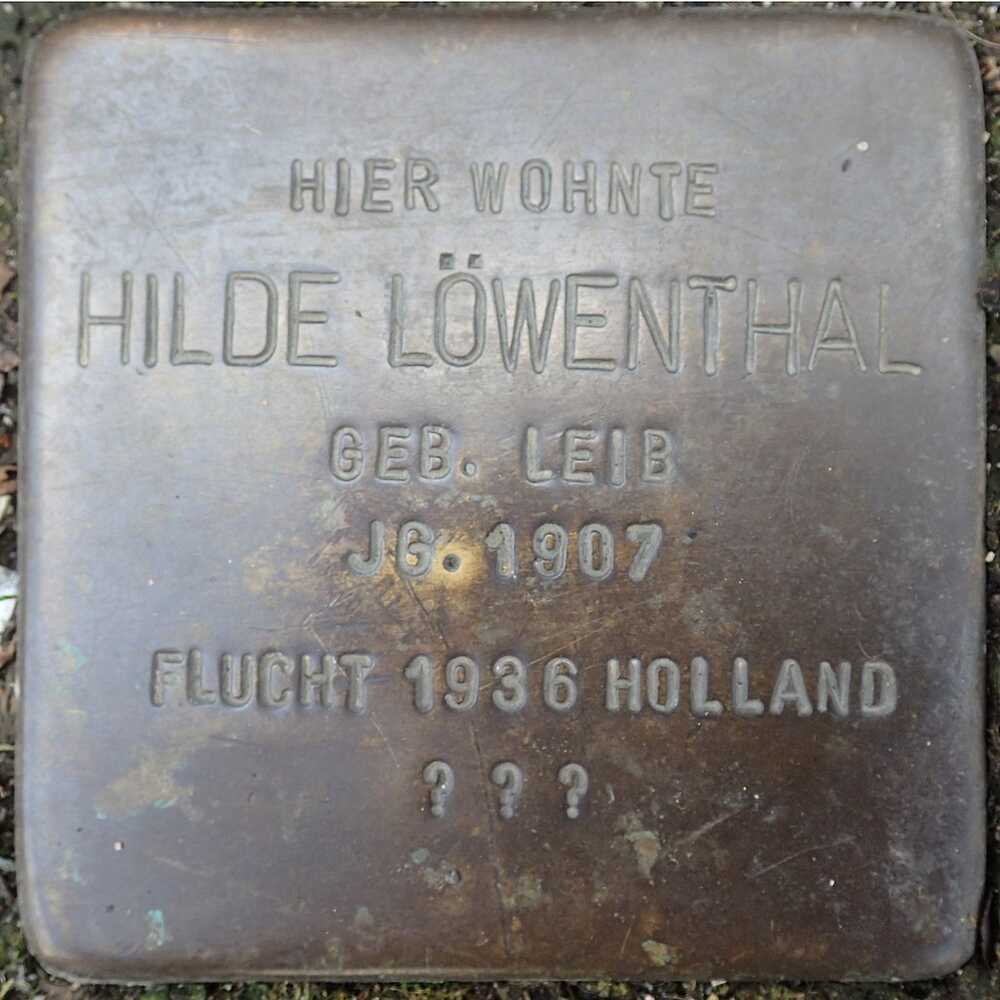 HIER WOHNTE
HILDE LÖWENTHAL
GEB. LEIB
JG. 1907
FLUCHT 1936 HOLLAND
? ? ?